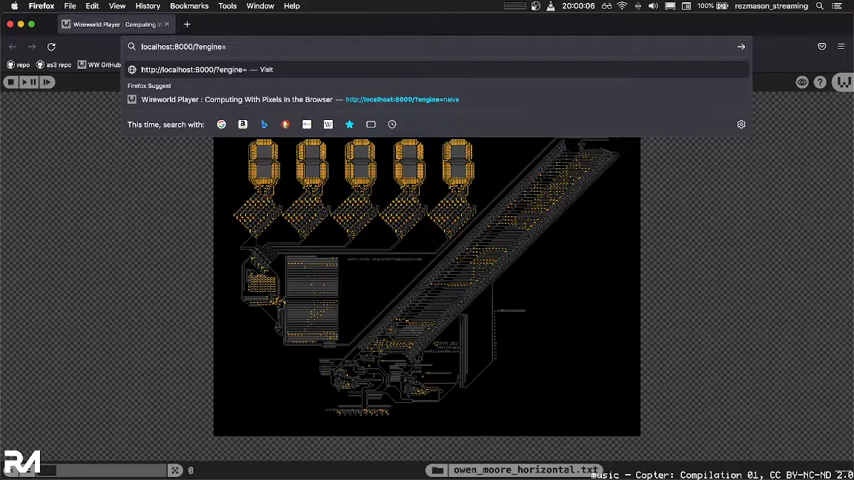 Firefox File Edit View History Bookmarks Tools Window Help 100% 20:00:06 rezmason_streaming
Wireworld Player : Computing W
localhost:8000/?engine=
repo as3 repo WW GitHub
http://localhost:8000/?engine= — Visit
Firefox Suggest
Wireworld Player : Computing With Pixels In the Browser — http://localhost:8000/?engine=naive
This time, search with:
0
owen_moore_horizontal.txt
RM
music - Copter: Compilation 01, CC BY-NC-ND 2.0